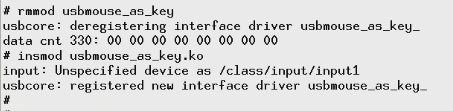 # rmmod usbmouse_as_key
usbcore: deregistering interface driver usbmouse_as_key_
data cnt 330: 00 00 00 00 00 00 00 00
# insmod usbmouse_as_key.ko
input: Unspecified device as /class/input/input1
usbcore: registered new interface driver usbmouse_as_key_
#
#